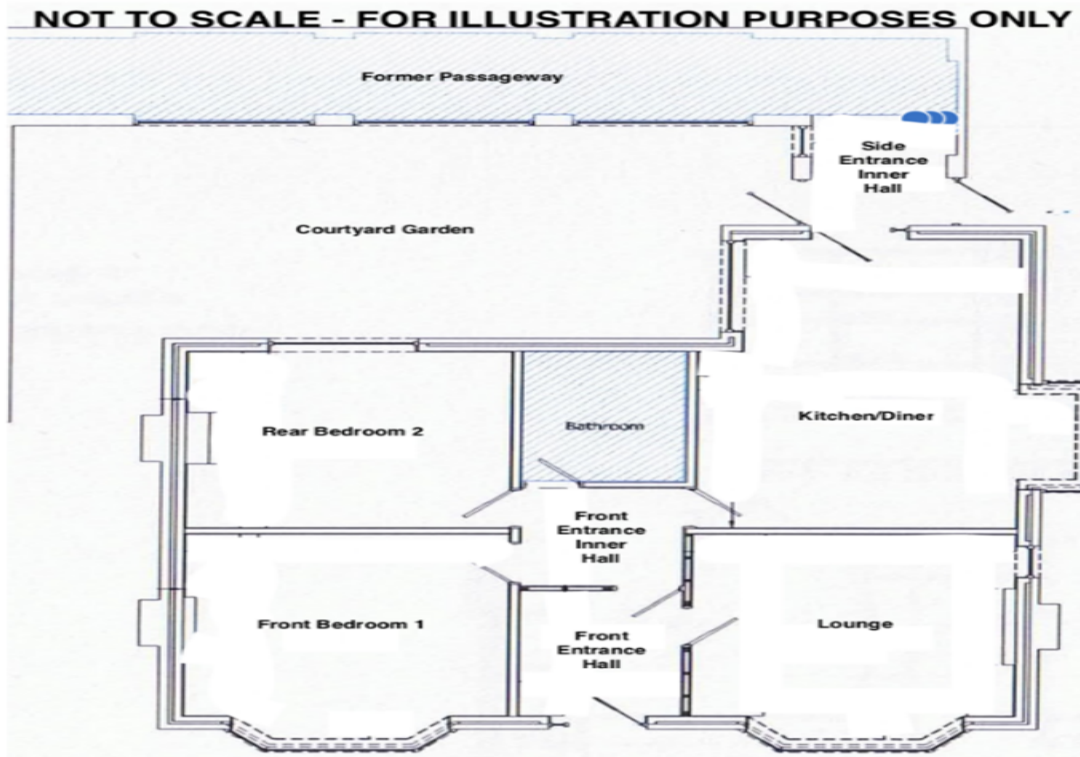 NOT TO SCALE - FOR ILLUSTRATION PURPOSES ONLY
Former Passageway
Side
Entrance
Inner
Hall
Courtyard Garden
Kitchen/Diner
Bathroom
Rear Bedroom 2
Front
Entrance
Inner
Hall
Front Bedroom 1
Front
Entrance
Hall
Lounge